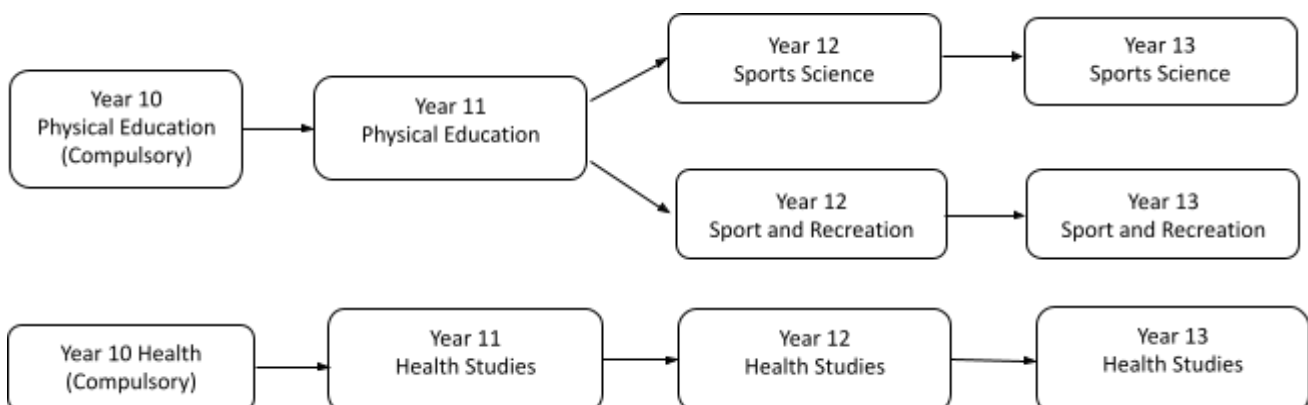 Year 10
Physical Education
(Compulsory)
Year 11
Physical Education
Year 12
Sports Science
Year 13
Sports Science
Year 12
Sport and Recreation
Year 13
Sport and Recreation
Year 10 Health
(Compulsory)
Year 11
Health Studies
Year 12
Health Studies
Year 13
Health Studies